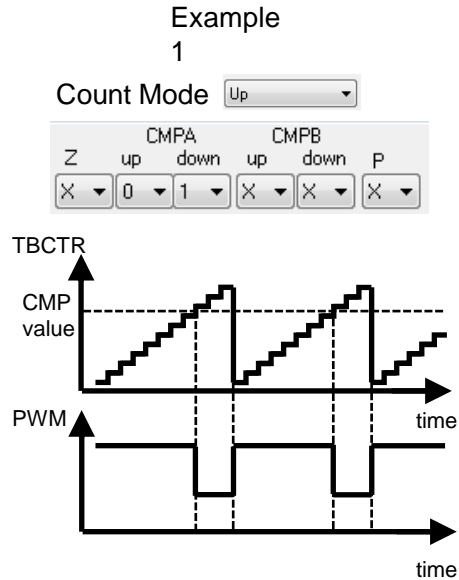 Example
1
Count Mode Up
CMPA CMPB
Z up down up down P
X 0 1 X X X
TBCTR
CMP
value
time
PWM
time